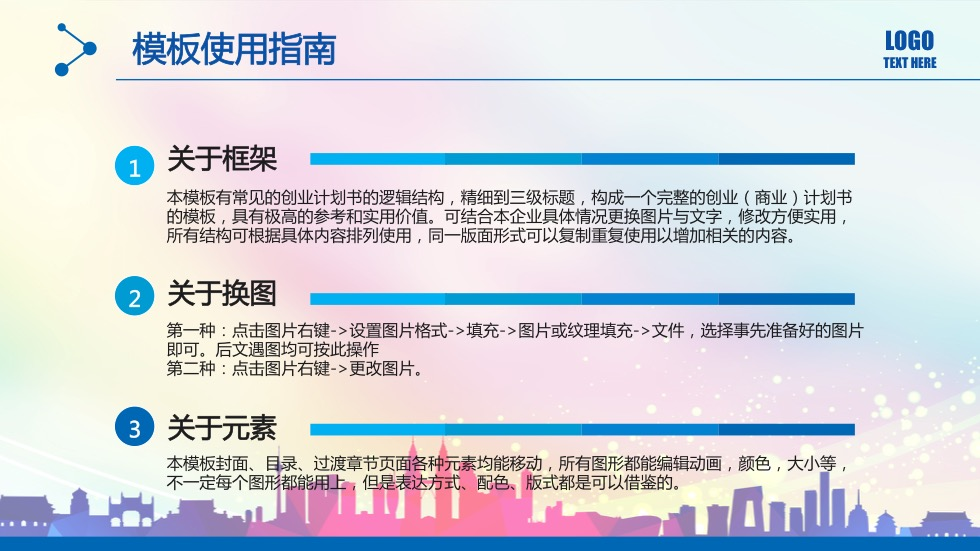 模板使用指南
LOGO
TEXT HERE
1
关于框架
本模板有常见的创业计划书的逻辑结构，精细到三级标题，构成一个完整的创业（商业）计划书
的模板，具有极高的参考和实用价值。可结合本企业具体情况更换图片与文字，修改方便实用，
所有结构可根据具体内容排列使用，同一版面形式可以复制重复使用以增加相关的内容。
2
关于换图
第一种：点击图片右键->设置图片格式->填充->图片或纹理填充->文件，选择事先准备好的图片
即可。后文遇图均可按此操作
第二种：点击图片右键->更改图片。
3
关于元素
本模板封面、目录、过渡章节页面各种元素均能移动，所有图形都能编辑动画，颜色，大小等，
不一定每个图形都能用上，但是表达方式、配色、版式都是可以借鉴的。